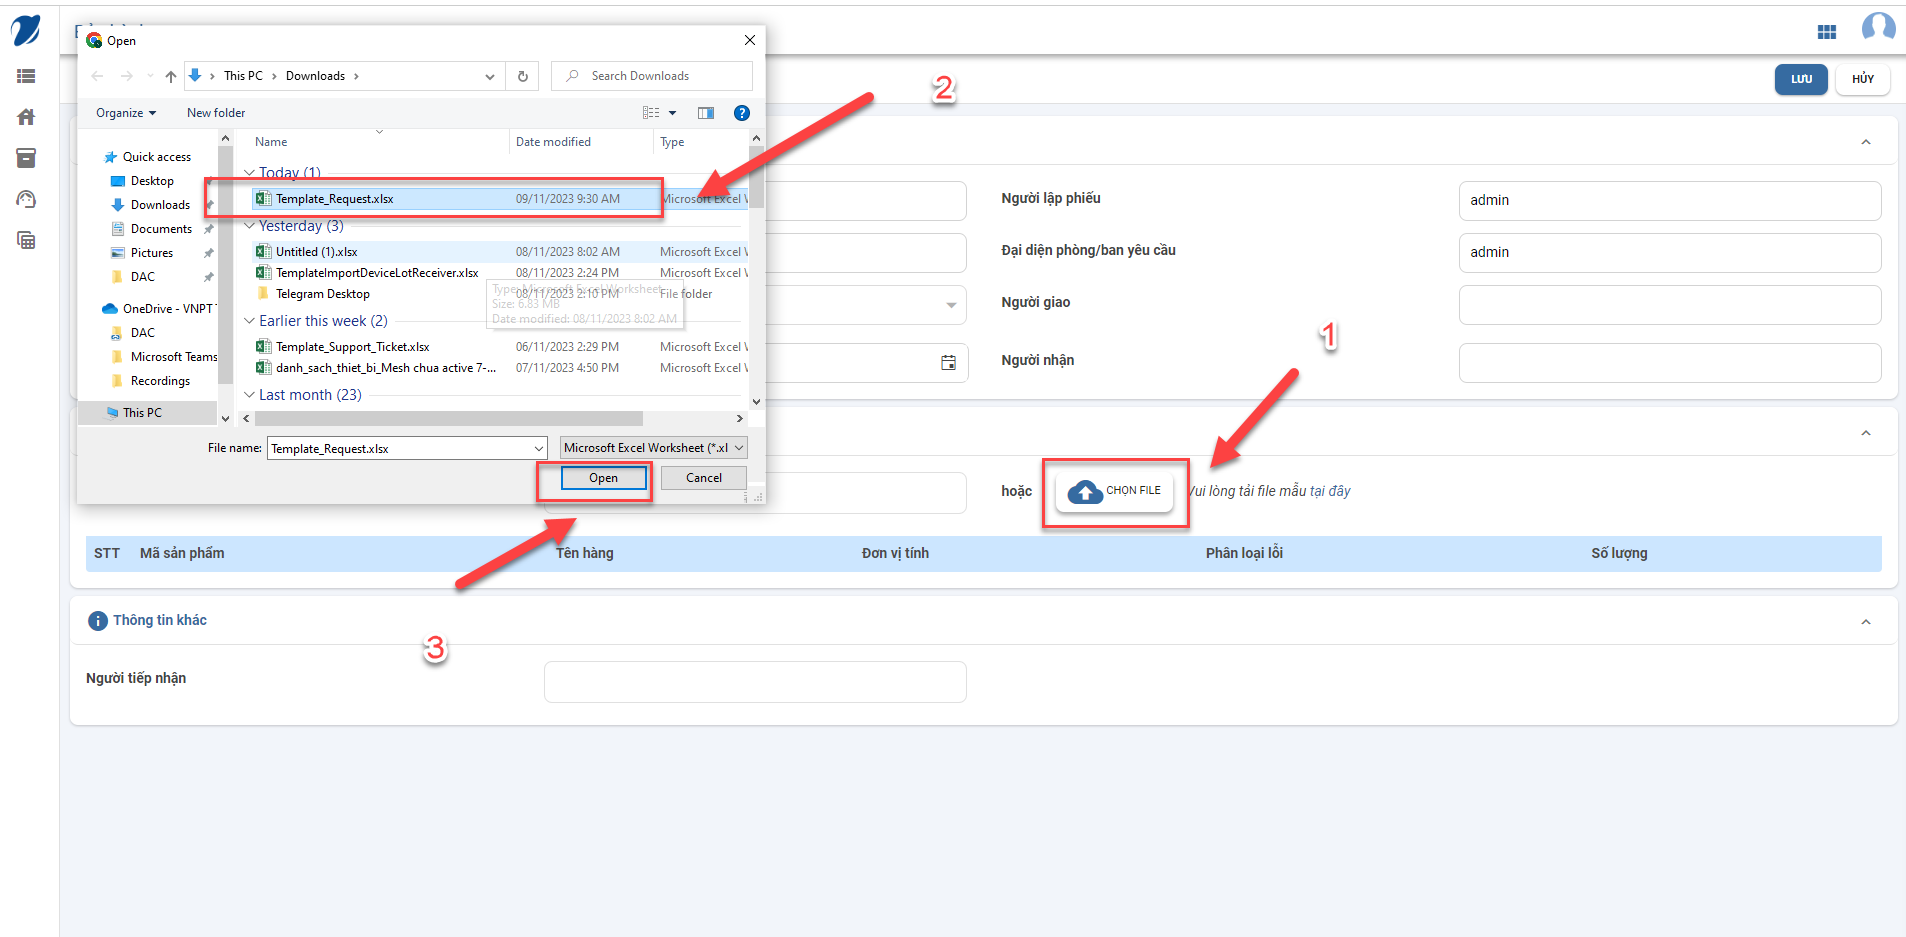 Open
This PC
Downloads
Search Downloads
2
LƯU
HỦY
Organize
New folder
Name
Date modified
Type
Quick access
Desktop
Downloads
Documents
Pictures
DAC
OneDrive - VNPT
DAC
Microsoft Teams
Recordings
This PC
Today (1)
Template_Request.xlsx 09/11/2023 9:30 AM Microsoft Excel
Yesterday (3)
Untitled (1).xlsx 08/11/2023 8:02 AM Microsoft Excel
TemplateImportDeviceLotReceiver.xlsx 08/11/2023 2:24 PM Microsoft Excel
Telegram Desktop 08/11/2023 2:10 PM File folder
Type: Microsoft Excel Worksheet
Size: 6.83 MB
Date modified: 08/11/2023 8:02 AM
Earlier this week (2)
Template_Support_Ticket.xlsx 06/11/2023 2:29 PM Microsoft Excel
danh_sach_thiet_bi_Mesh chua active 7-... 07/11/2023 4:50 PM Microsoft Excel
Last month (23)
File name: Template_Request.xlsx Microsoft Excel Worksheet (*.xl
Open Cancel
Người lập phiếu admin
Đại diện phòng/ban yêu cầu admin
Người giao
1
Người nhận
hoặc CHỌN FILE Vui lòng tải file mẫu tại đây
STT Mã sản phẩm Tên hàng Đơn vị tính Phân loại lỗi Số lượng
Thông tin khác
3
Người tiếp nhận